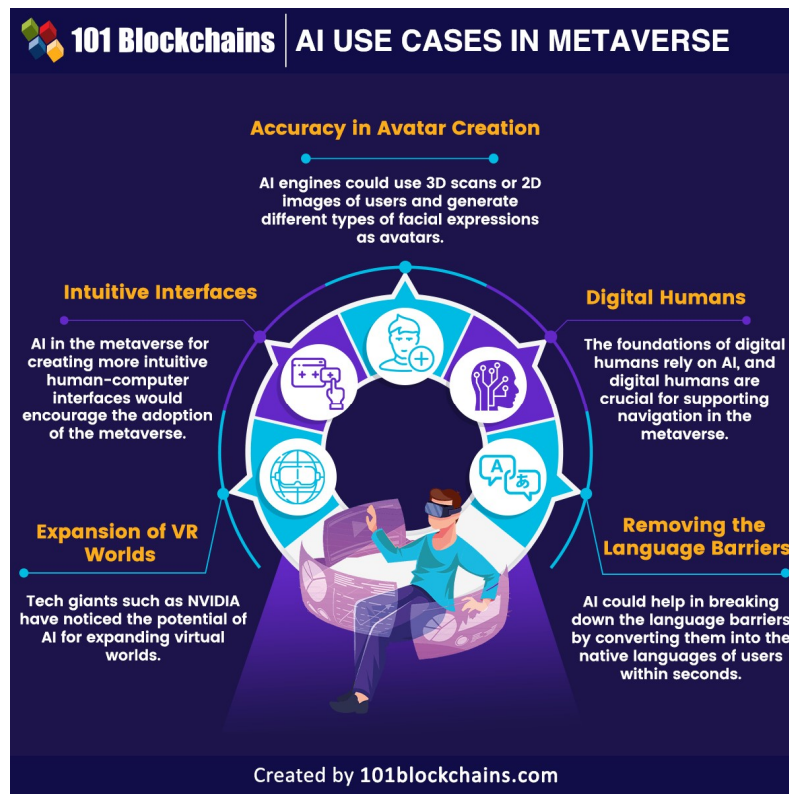 101 Blockchains
AI USE CASES IN METAVERSE
Accuracy in Avatar Creation
AI engines could use 3D scans or 2D
images of users and generate
different types of facial expressions
as avatars.
Intuitive Interfaces
AI in the metaverse for
creating more intuitive
human-computer
interfaces would
encourage the adoption
of the metaverse.
Digital Humans
The foundations of digital
humans rely on AI, and
digital humans are
crucial for supporting
navigation in the
metaverse.
A
あ
Expansion of VR
Worlds
Tech giants such as NVIDIA
have noticed the potential of
AI for expanding virtual
worlds.
Removing the
Language Barriers
AI could help in breaking
down the language barriers
by converting them into the
native languages of users
within seconds.
Created by 101blockchains.com